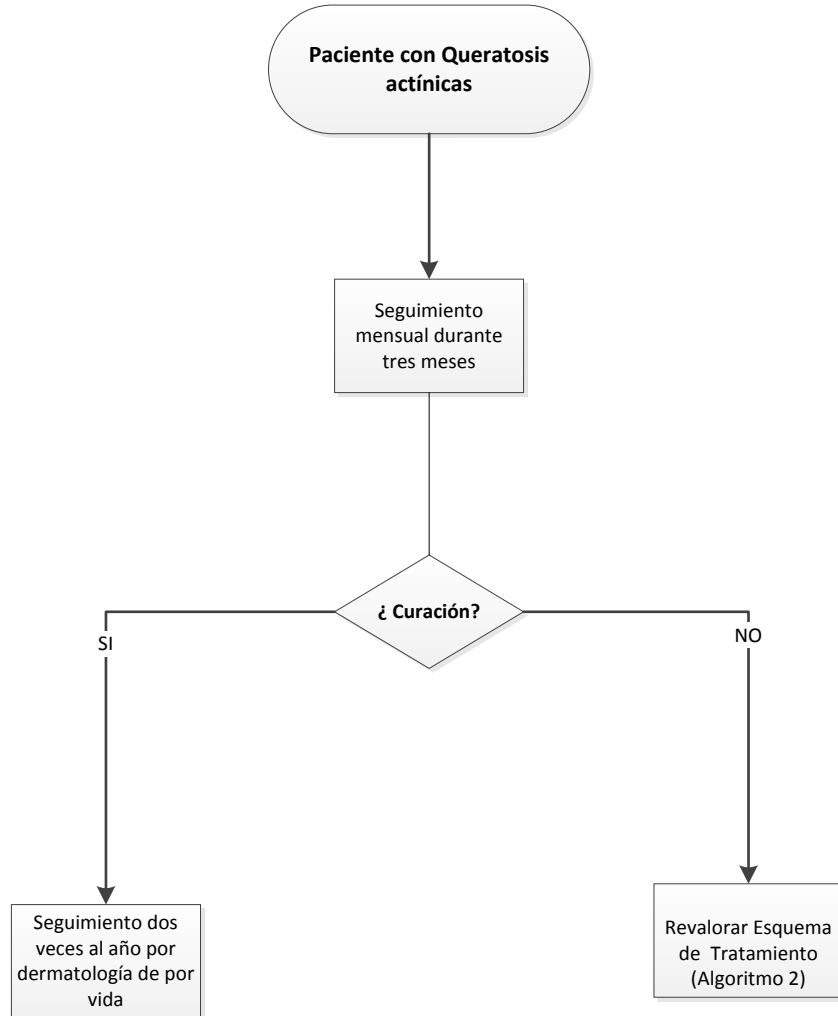 Paciente con Queratosis
actínicas
Seguimiento
mensual durante
tres meses
¿ Curación?
SI
NO
Seguimiento dos
veces al año por
dermatología de por
vida
Revalorar Esquema
de Tratamiento
(Algoritmo 2)